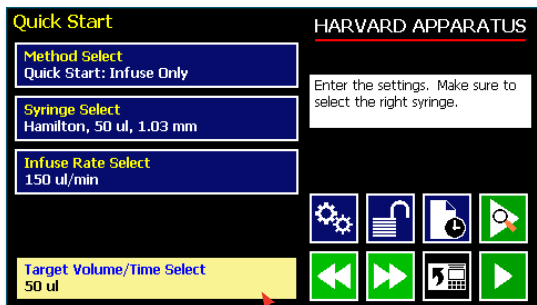 Quick Start
HARVARD APPARATUS
Method Select
Quick Start: Infuse Only
Syringe Select
Hamilton, 50 ul, 1.03 mm
Infuse Rate Select
150 ul/min
Target Volume/Time Select
50 ul
Enter the settings. Make sure to
select the right syringe.